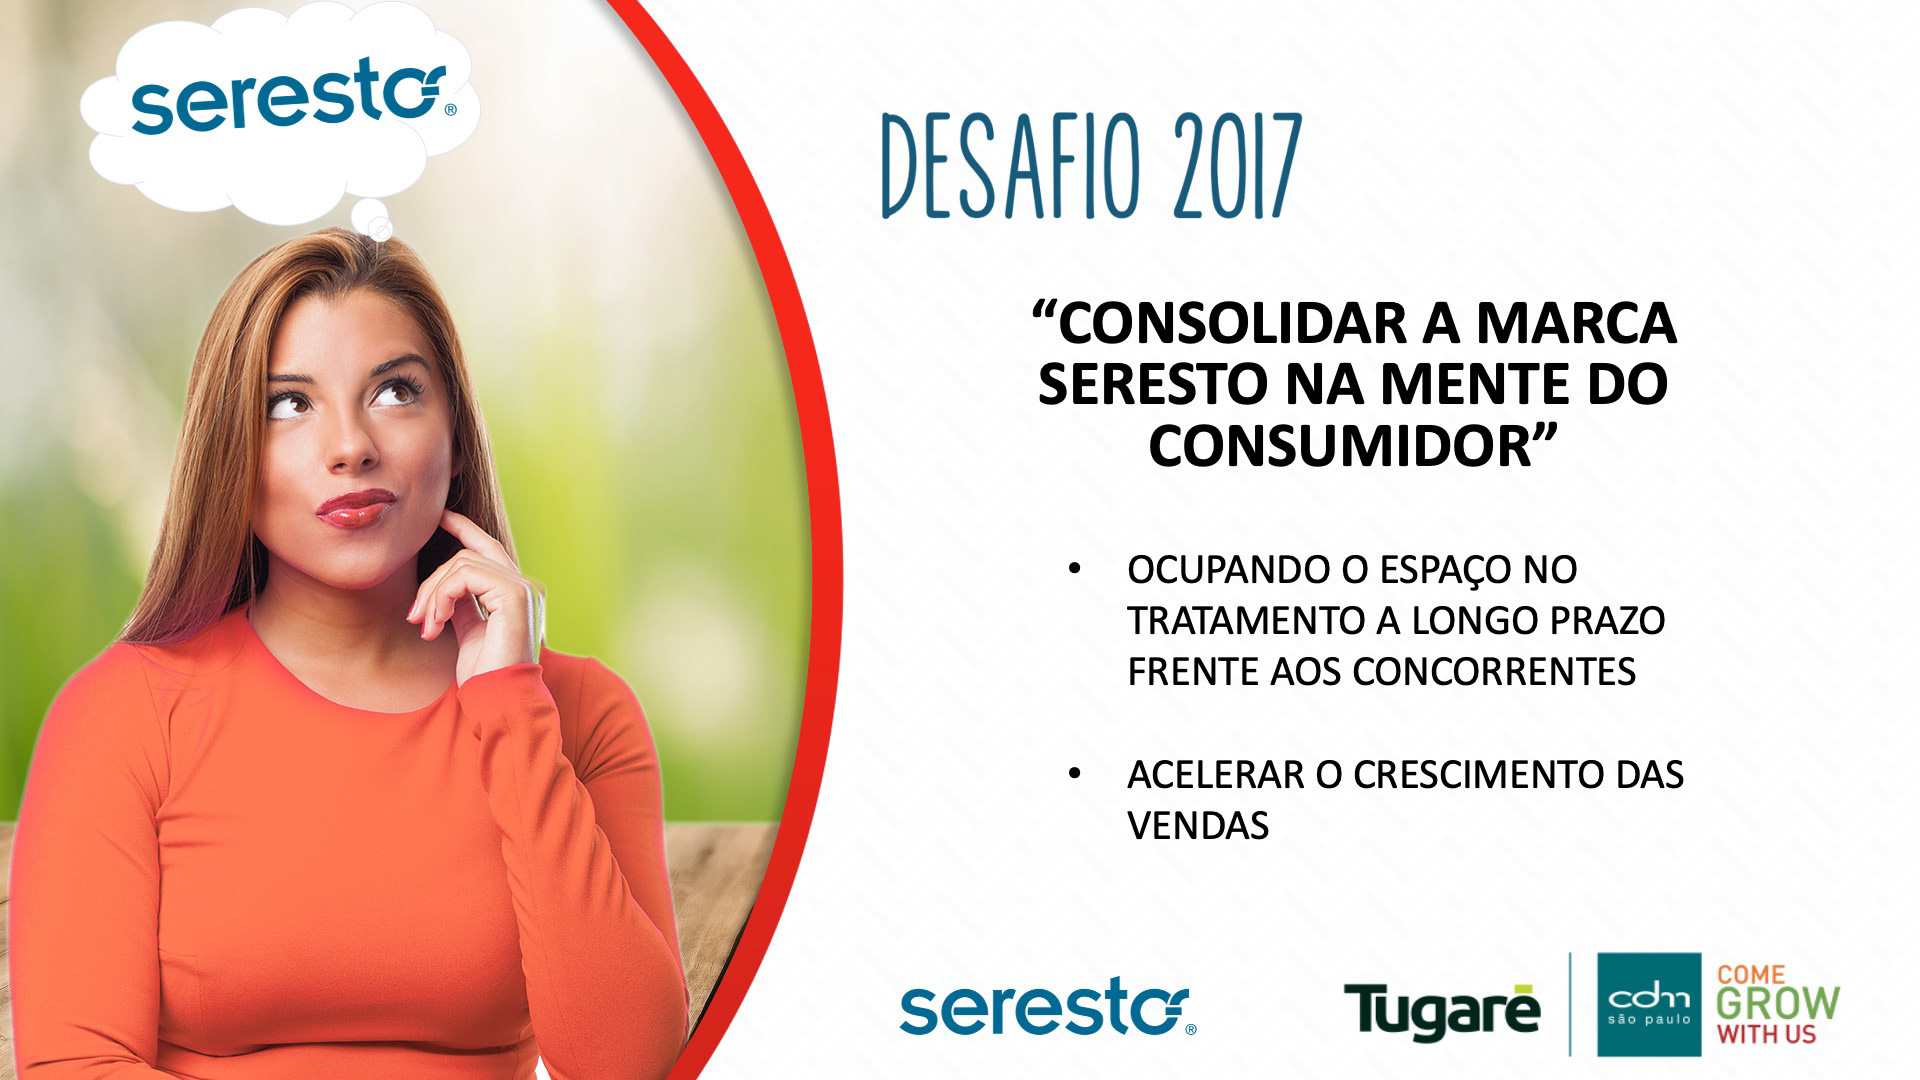 seresto®
DESAFIO 2017
“CONSOLIDAR A MARCA
SERESTO NA MENTE DO
CONSUMIDOR”
• OCUPANDO O ESPAÇO NO
TRATAMENTO A LONGO PRAZO
FRENTE AOS CONCORRENTES
• ACELERAR O CRESCIMENTO DAS
VENDAS
seresto®
Tugarē
cdm
são paulo
COME
GROW
WITH US